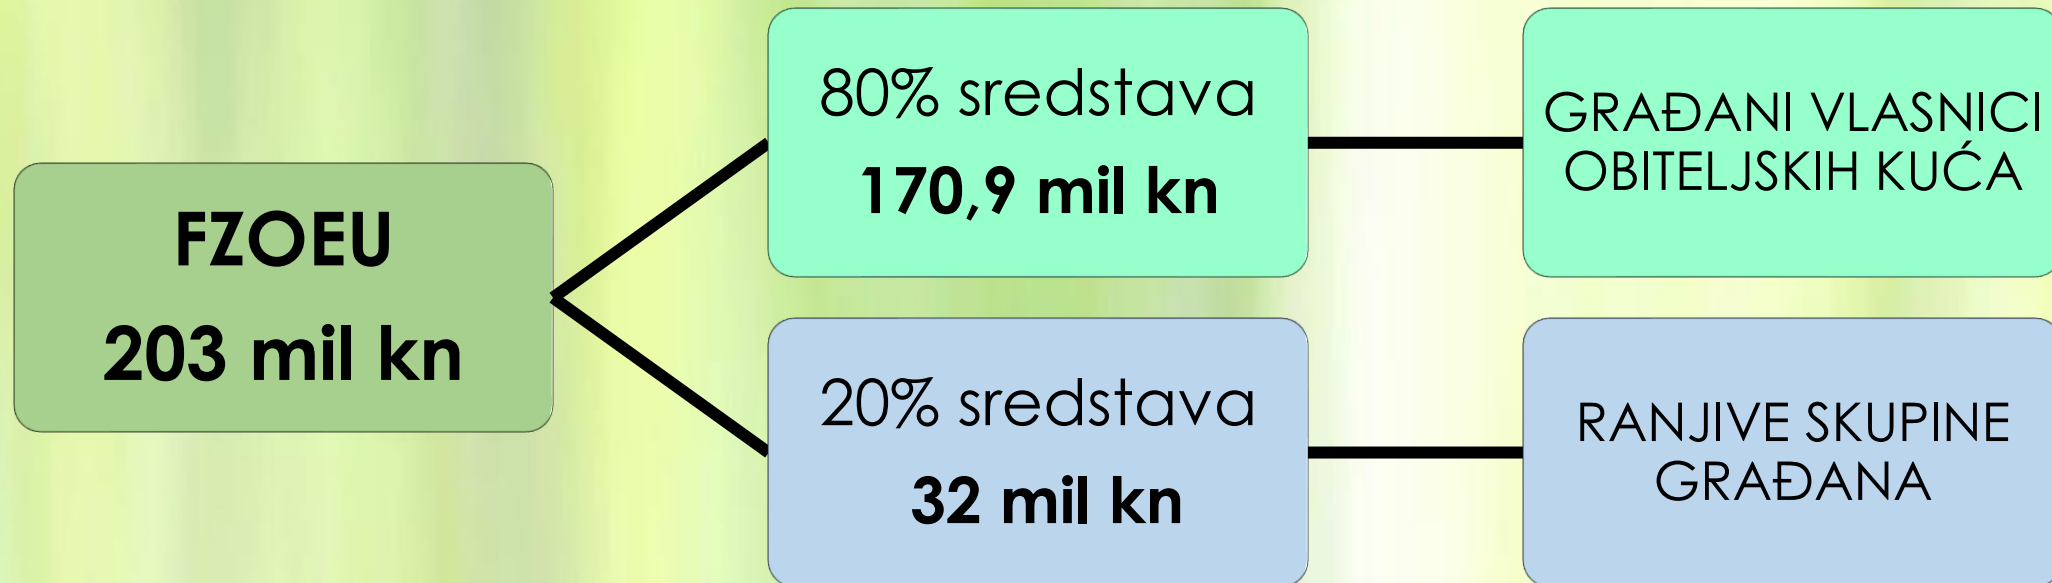 FZOEU
203 mil kn
80% sredstava
170,9 mil kn
GRAĐANI VLASNICI
OBITELJSKIH KUĆA
20% sredstava
32 mil kn
RANJIVE SKUPINE
GRAĐANA